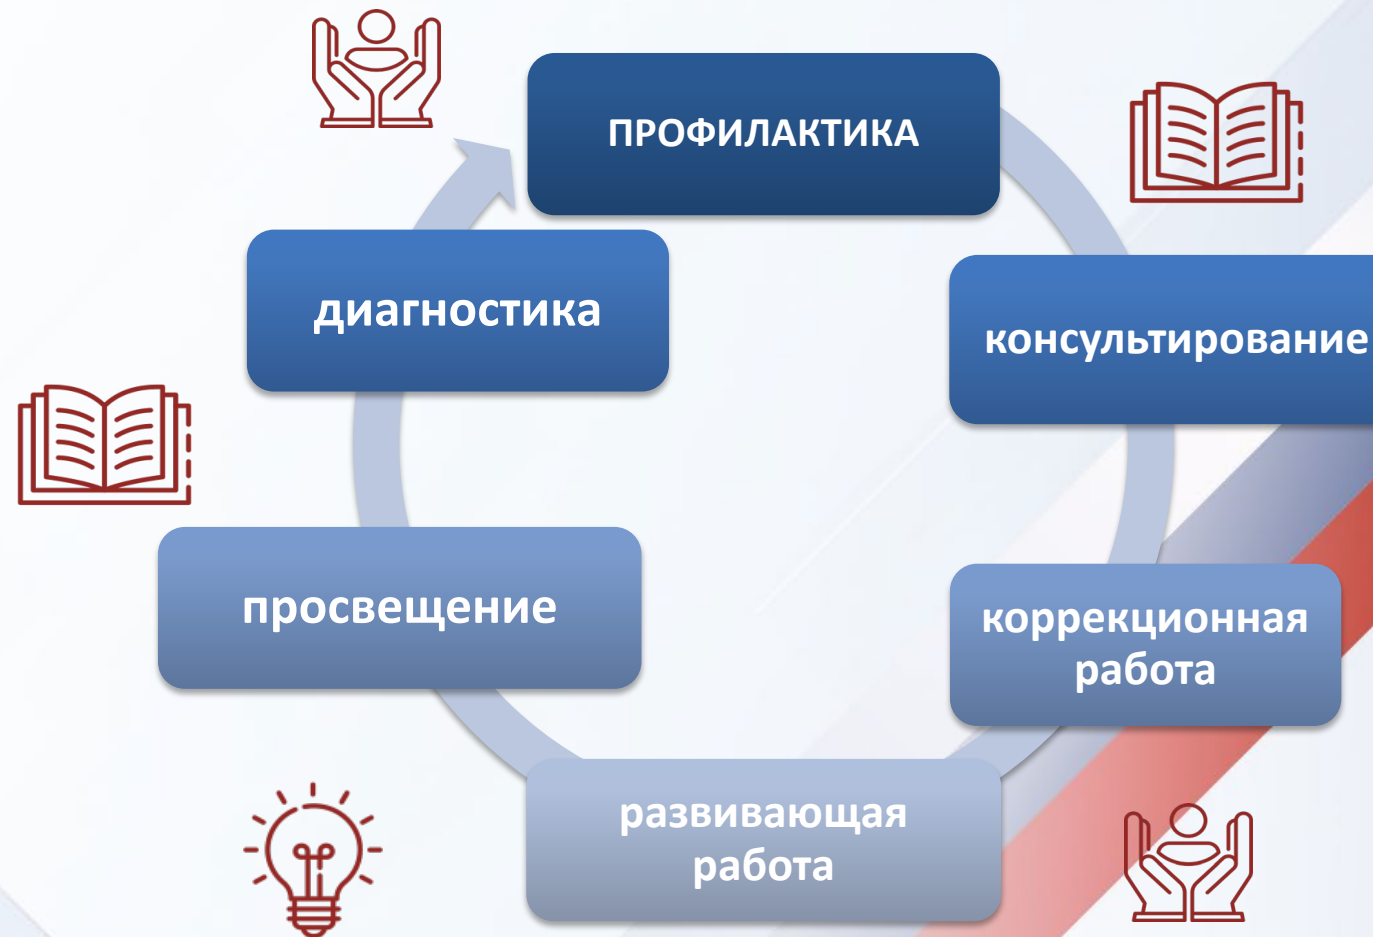 ПРОФИЛАКТИКА
диагностика
консультирование
просвещение
коррекционная
работа
развивающая
работа